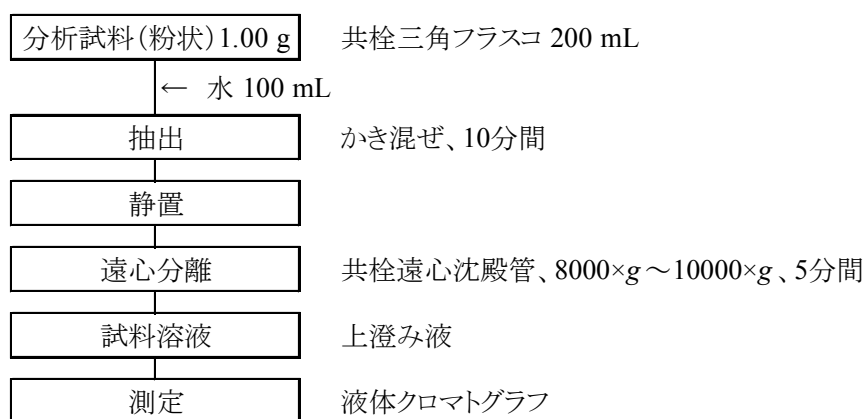 分析試料(粉状)1.00 g 共栓三角フラスコ 200 mL
← 水 100 mL
抽出 かき混ぜ、10分間
静置
遠心分離 共栓遠心沈殿管、8000×g~10000×g、5分間
試料溶液 上澄み液
測定 液体クロマトグラフ